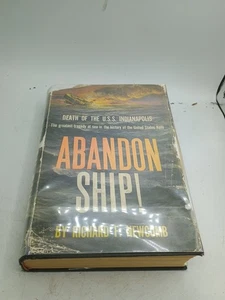 DEATH OF THE U.S.S. INDIANAPOLIS
The greatest tragedy at sea in the history of the United States Navy
ABANDON
SHIP!
BY RICHARD F. NEWCOMB